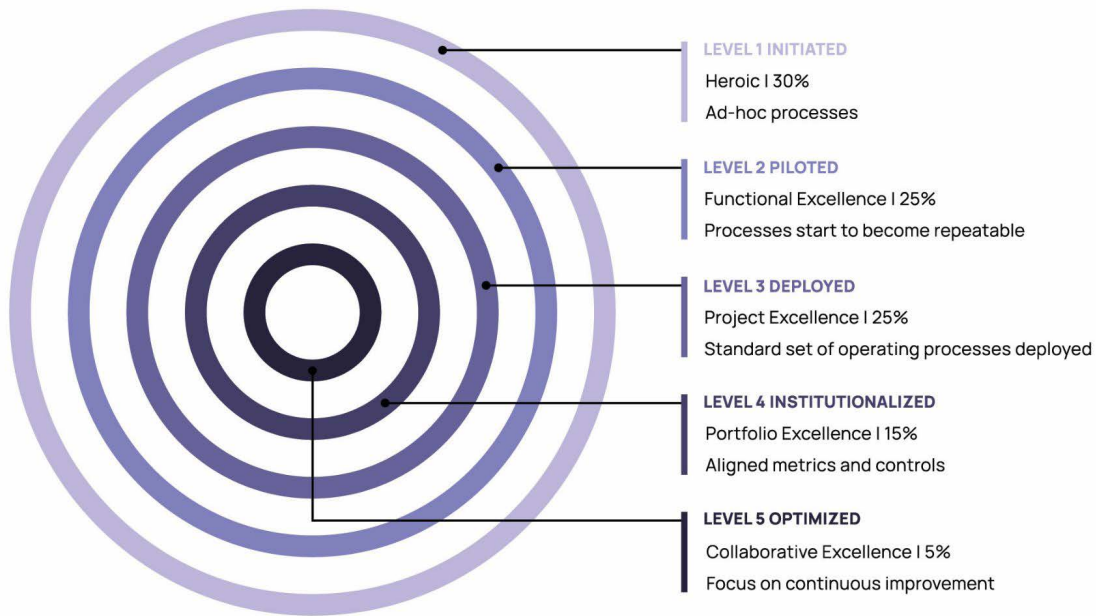 LEVEL 1 INITIATED
Heroic | 30%
Ad-hoc processes
LEVEL 2 PILOTED
Functional Excellence | 25%
Processes start to become repeatable
LEVEL 3 DEPLOYED
Project Excellence | 25%
Standard set of operating processes deployed
LEVEL 4 INSTITUTIONALIZED
Portfolio Excellence | 15%
Aligned metrics and controls
LEVEL 5 OPTIMIZED
Collaborative Excellence | 5%
Focus on continuous improvement